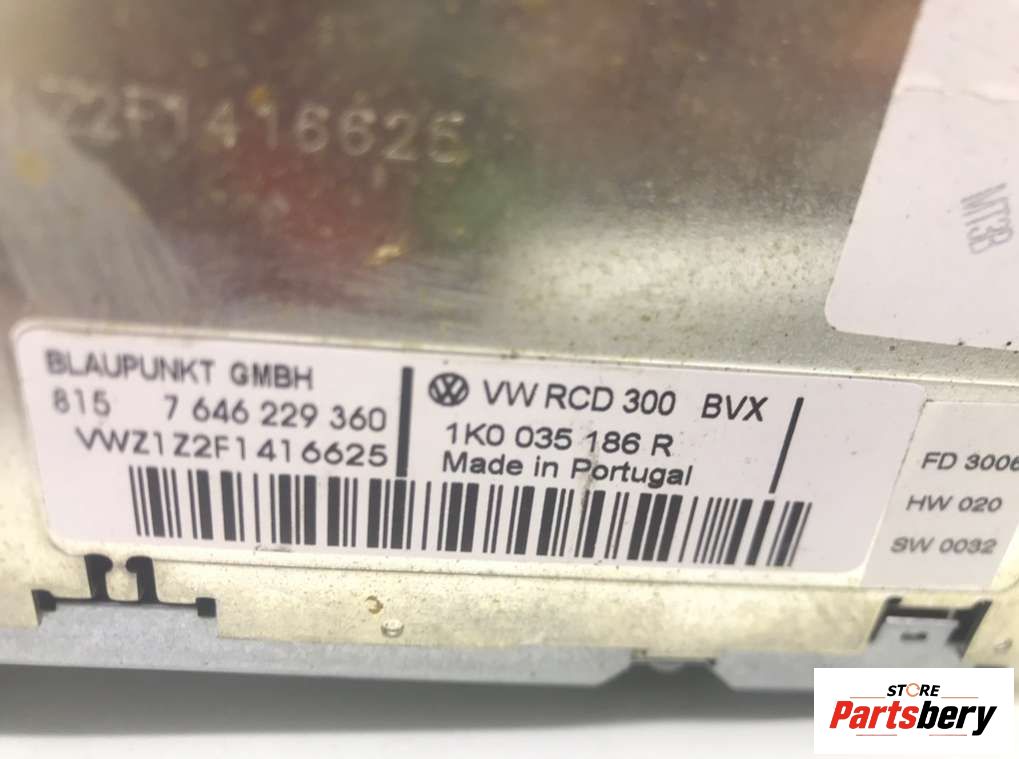 Z2F1416625
MT3B
BLAUPUNKT GMBH
815 7 646 229 360
VWZ1Z2F1416625
VW RCD 300 BVX
1K0 035 186 R
Made in Portugal
FD 3006
HW 020
SW 0032
STORE
Partsbery